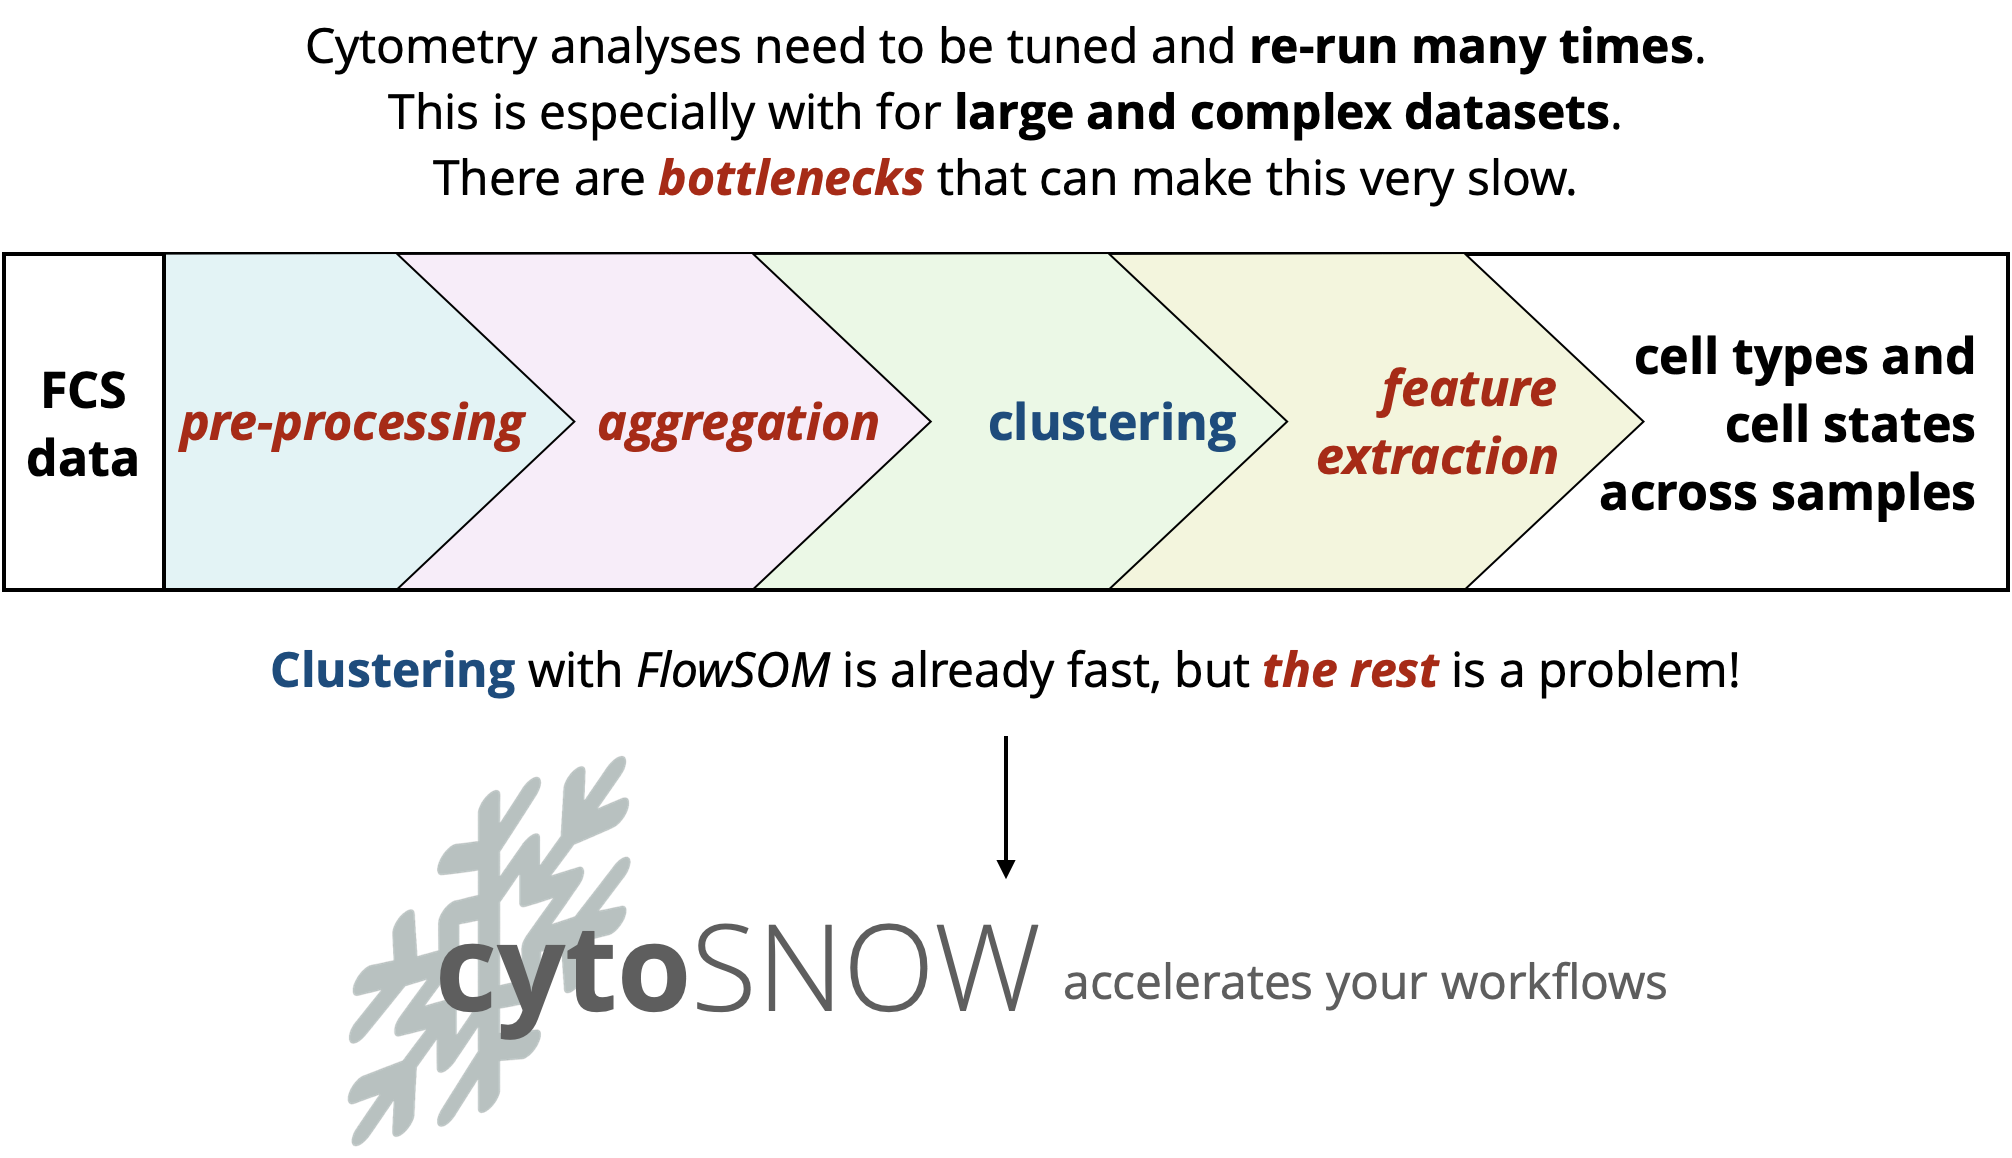 Cytometry analyses need to be tuned and re-run many times.
This is especially with for large and complex datasets.
There are bottlenecks that can make this very slow.
FCS
data
pre-processing
aggregation
clustering
feature
extraction
cell types and
cell states
across samples
Clustering with FlowSOM is already fast, but the rest is a problem!
cytoSNOW accelerates your workflows